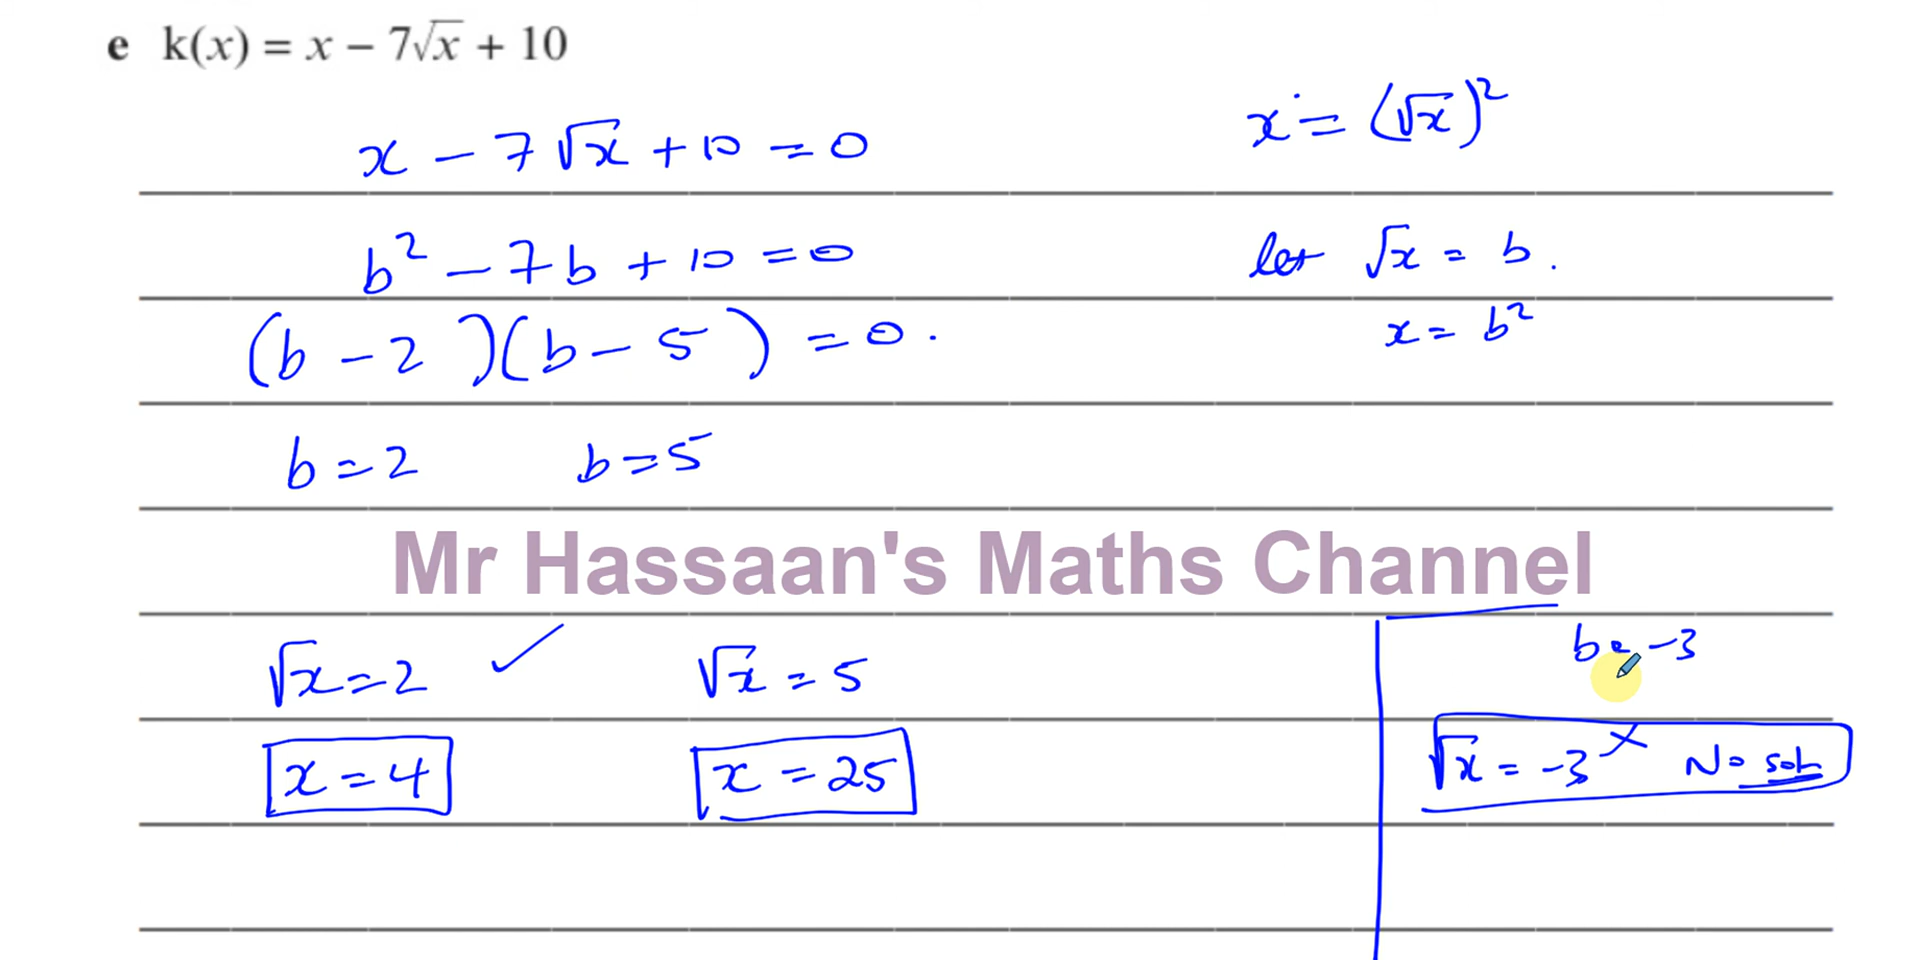 e k(x) = x − 7√x + 10
x − 7√x + 10 = 0
x = (√x)²
b² − 7b + 10 = 0
let √x = b.
(b − 2)(b − 5) = 0.
x = b²
b = 2 b = 5
Mr Hassaan's Maths Channel
√x = 2 ✓ √x = 5
b = −3
x = 4 x = 25
√x = −3 × No sol